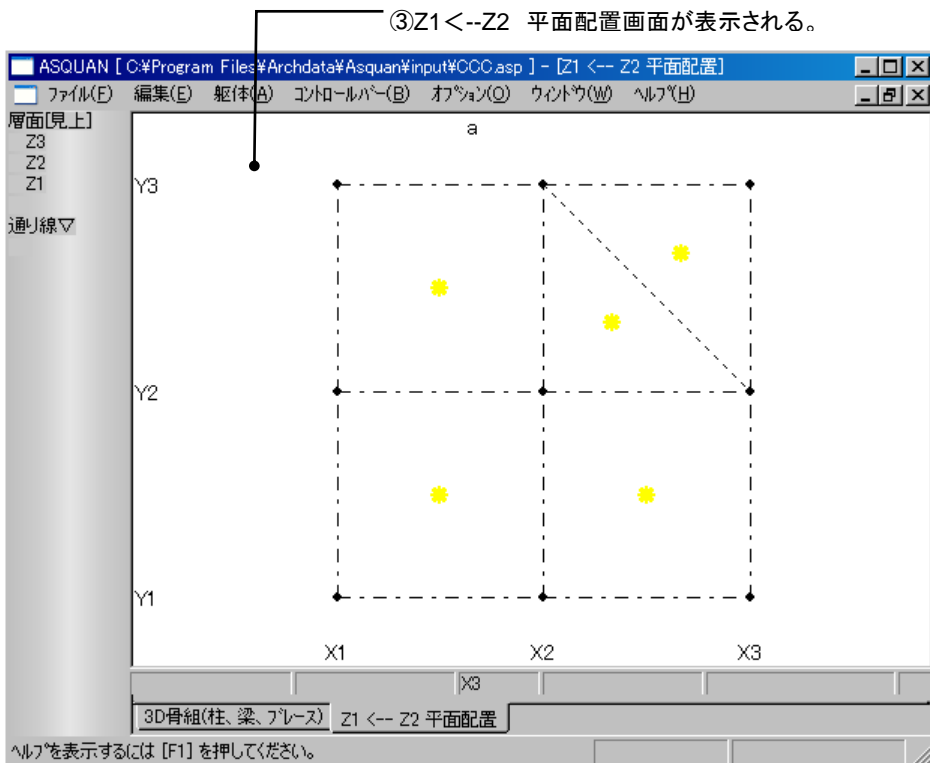 ③Z1<--Z2 平面配置画面が表示される。
ASQUAN [ C:¥Program Files¥Archdata¥Asquan¥input¥CCC.asp ] - [Z1 <-- Z2 平面配置]
ファイル(F) 編集(E) 躯体(A) コントロールバー(B) オプション(O) ウィンドウ(W) ヘルプ(H)
層面[見上]
Z3
Z2
Z1
通り線▽
a
Y3
Y2
Y1
X1 X2 X3
X3
3D骨組(柱、梁、ブレース) Z1 <-- Z2 平面配置
ヘルプを表示するには [F1] を押してください。